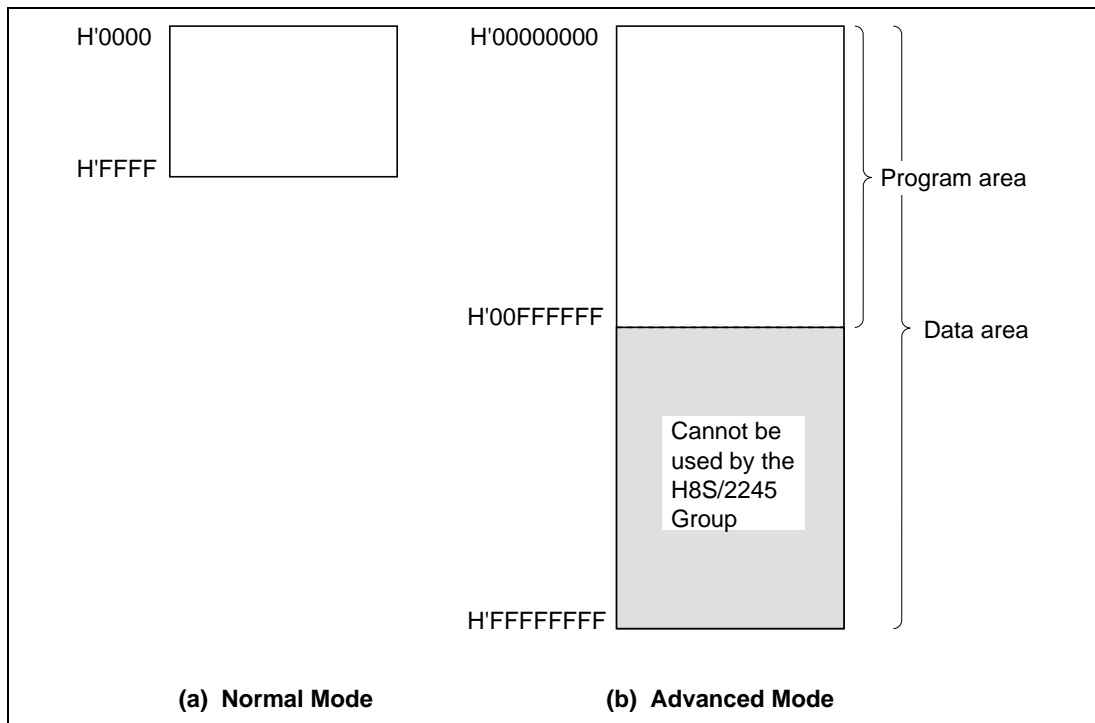 H'0000
H'FFFF
(a) Normal Mode
H'00000000
H'00FFFFFF
H'FFFFFFFF
Cannot be
used by the
H8S/2245
Group
Program area
Data area
(b) Advanced Mode